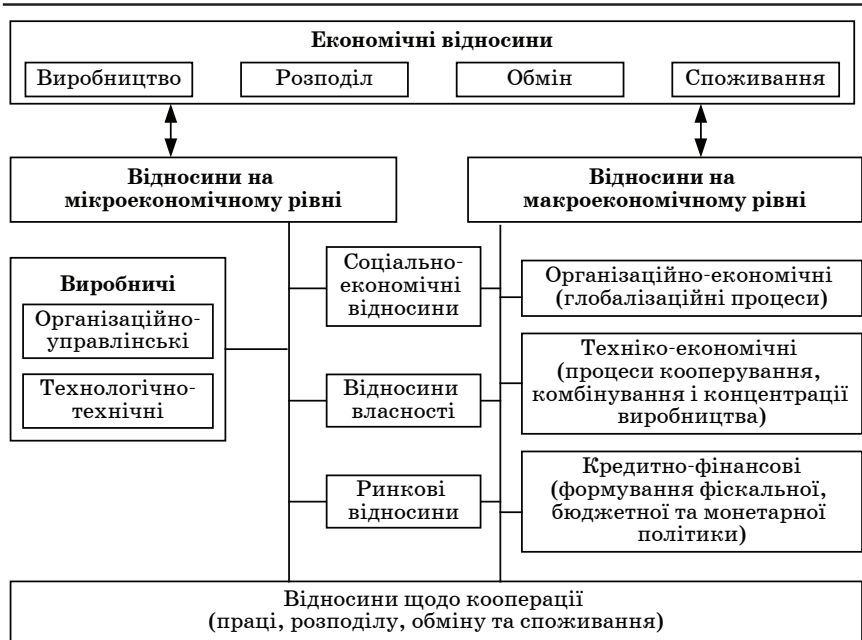 Економічні відносини
Виробництво
Розподіл
Обмін
Споживання
Відносини на
мікроекономічному рівні
Відносини на
макроекономічному рівні
Виробничі
Організаційно-
управлінські
Технологічно-
технічні
Соціально-
економічні
відносини
Відносини
власності
Ринкові
відносини
Організаційно-економічні
(глобалізаційні процеси)
Техніко-економічні
(процеси кооперування,
комбінування і концентрації
виробництва)
Кредитно-фінансові
(формування фіскальної,
бюджетної та монетарної
політики)
Відносини щодо кооперації
(праці, розподілу, обміну та споживання)